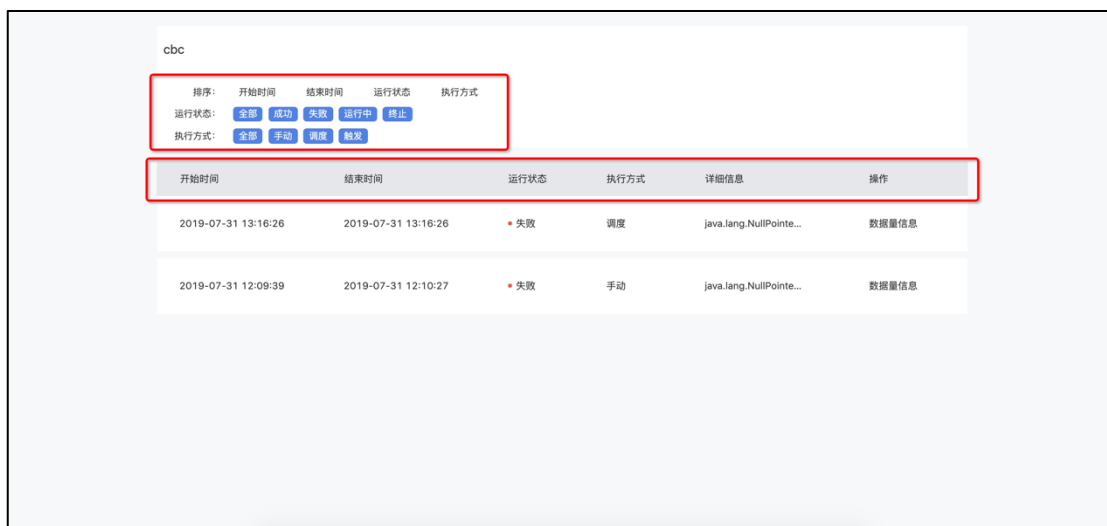 cbc
排序: 开始时间 结束时间 运行状态 执行方式
运行状态: 全部 成功 失败 运行中 终止
执行方式: 全部 手动 调度 触发
开始时间 结束时间 运行状态 执行方式 详细信息 操作
2019-07-31 13:16:26 2019-07-31 13:16:26 失败 调度 java.lang.NullPointe... 数据量信息
2019-07-31 12:09:39 2019-07-31 12:10:27 失败 手动 java.lang.NullPointe... 数据量信息